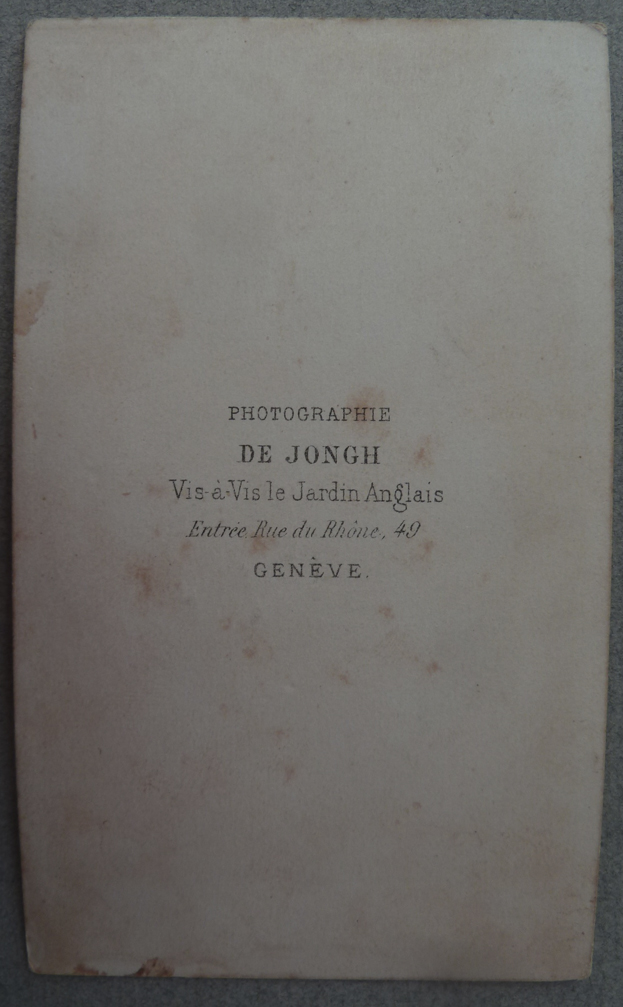 PHOTOGRAPHIE
DE JONGH
Vis-à-Vis le Jardin Anglais
Entrée Rue du Rhône, 49
GENÈVE.